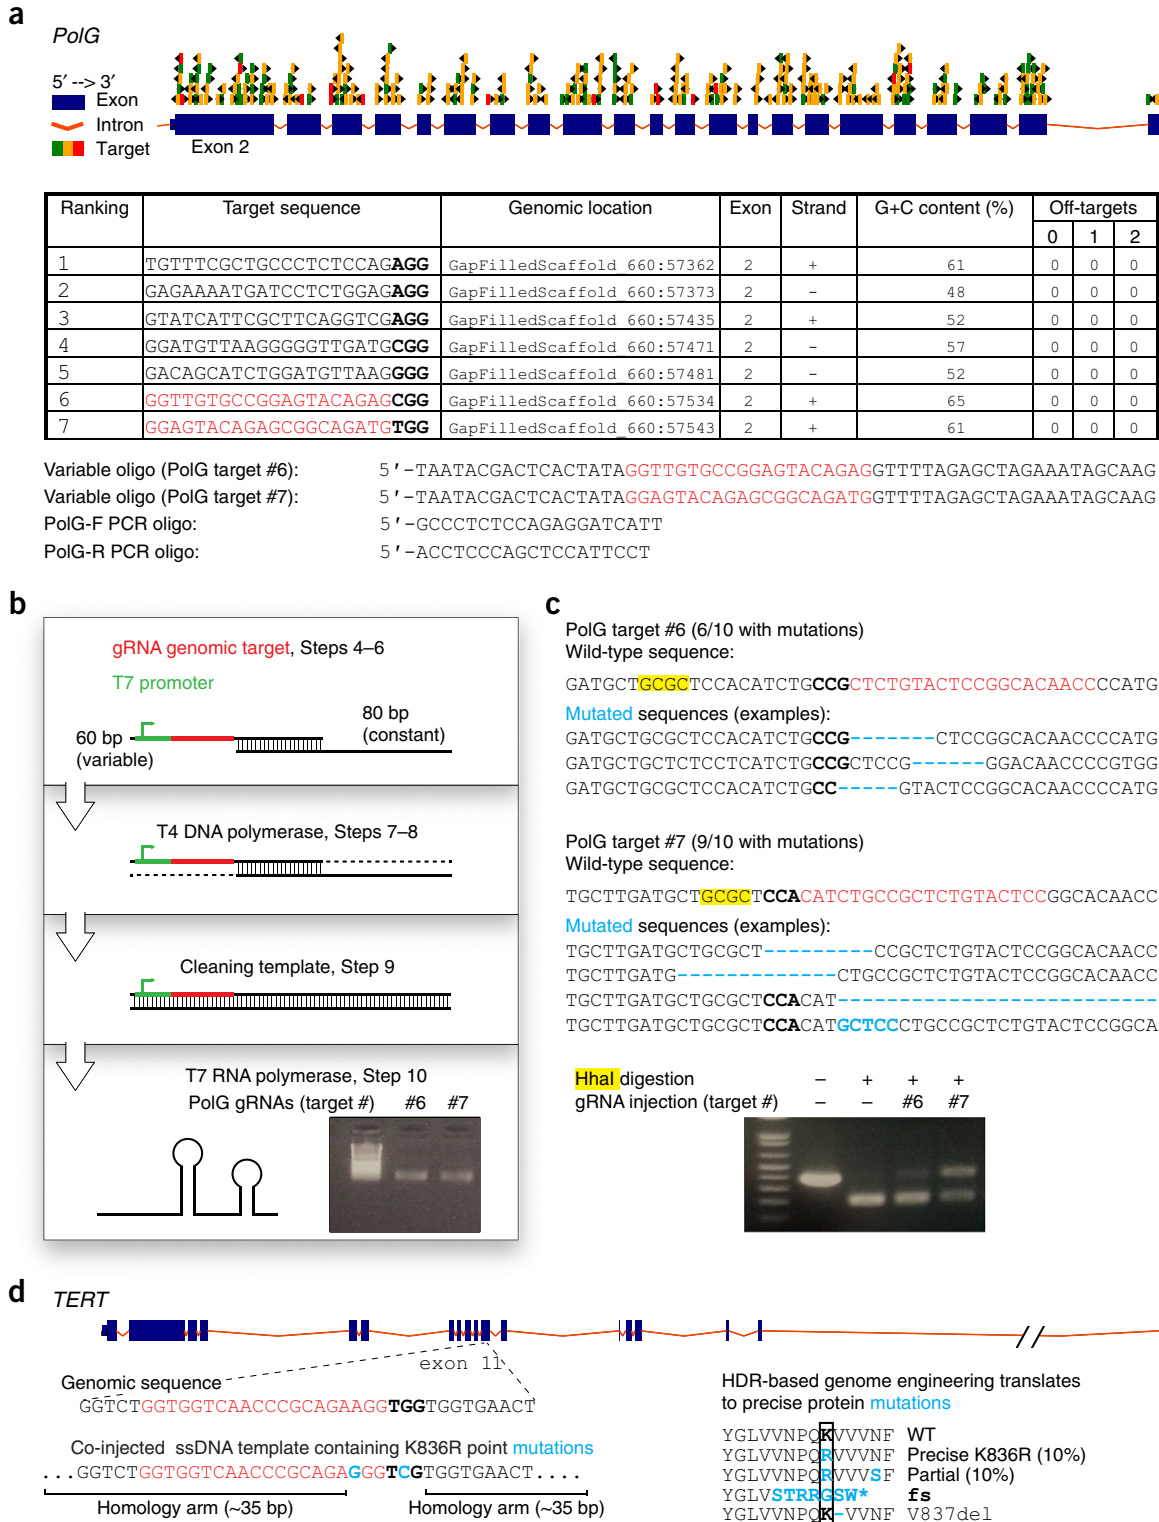 a
PolG
5′ --> 3′
Exon
Intron
Target
Exon 2
Ranking Target sequence Genomic location Exon Strand G+C content (%) Off-targets
0 1 2
1 TGTTTCGCTGCCCTCTCCAGAGG GapFilledScaffold_660:57362 2 + 61 0 0 0
2 GAGAAAATGATCCTCTGGAGAGG GapFilledScaffold_660:57373 2 – 48 0 0 0
3 GTATCATTCGCTTCAGGTCGAGG GapFilledScaffold_660:57435 2 + 52 0 0 0
4 GGATGTTAAGGGGGTTGATGCGG GapFilledScaffold_660:57471 2 – 57 0 0 0
5 GACAGCATCTGGATGTTAAGGGG GapFilledScaffold_660:57481 2 – 52 0 0 0
6 GGTTGTGCCGGAGTACAGAGCGG GapFilledScaffold_660:57534 2 + 65 0 0 0
7 GGAGTACAGAGCGGCAGATGTGG GapFilledScaffold_660:57543 2 + 61 0 0 0
Variable oligo (PolG target #6): 5′-TAATACGACTCACTATAGGTTGTGCCGGAGTACAGAGGTTTTAGAGCTAGAAATAGCAAG
Variable oligo (PolG target #7): 5′-TAATACGACTCACTATAGGAGTACAGAGCGGCAGATGGTTTTAGAGCTAGAAATAGCAAG
PolG-F PCR oligo: 5′-GCCCTCTCCAGAGGATCATT
PolG-R PCR oligo: 5′-ACCTCCCAGCTCCATTCCT
b
gRNA genomic target, Steps 4–6
T7 promoter
60 bp
(variable)
80 bp
(constant)
T4 DNA polymerase, Steps 7–8
Cleaning template, Step 9
T7 RNA polymerase, Step 10
PolG gRNAs (target #) #6 #7
c
PolG target #6 (6/10 with mutations)
Wild-type sequence:
GATGCTGCGCTCCACATCTGCCGCTCTGTACTCCGGCACAACCCCATG
Mutated sequences (examples):
GATGCTGCGCTCCACATCTGCCG-------CTCCGGCACAACCCCATG
GATGCTGCTCTCCTCATCTGCCGCTCCG------GGACAACCCCGTGG
GATGCTGCGCTCCACATCTGCC-----GTACTCCGGCACAACCCCATG
PolG target #7 (9/10 with mutations)
Wild-type sequence:
TGCTTGATGCTGCGCTCCACATCTGCCGCTCTGTACTCCGGCACAACC
Mutated sequences (examples):
TGCTTGATGCTGCGCT---------CCGCTCTGTACTCCGGCACAACC
TGCTTGATG-------------CTGCCGCTCTGTACTCCGGCACAACC
TGCTTGATGCTGCGCTCCACAT--------------------------
TGCTTGATGCTGCGCTCCACATGCTCCCTGCCGCTCTGTACTCCGGCA
HhaI digestion – + + +
gRNA injection (target #) – – #6 #7
d
TERT
exon 11
Genomic sequence
GGTCTGGTGGTCAACCCGCAGAAGGTGGTGGTGAACT
Co-injected ssDNA template containing K836R point mutations
...GGTCTGGTGGTCAACCCGCAGAGGGTCGTGGTGAACT....
Homology arm (~35 bp) Homology arm (~35 bp)
HDR-based genome engineering translates
to precise protein mutations
YGLVVNPQKVVVNF WT
YGLVVNPQRVVVNF Precise K836R (10%)
YGLVVNPQRVVVSF Partial (10%)
YGLVSTRRGSW* fs
YGLVVNPQK-VVNF V837del